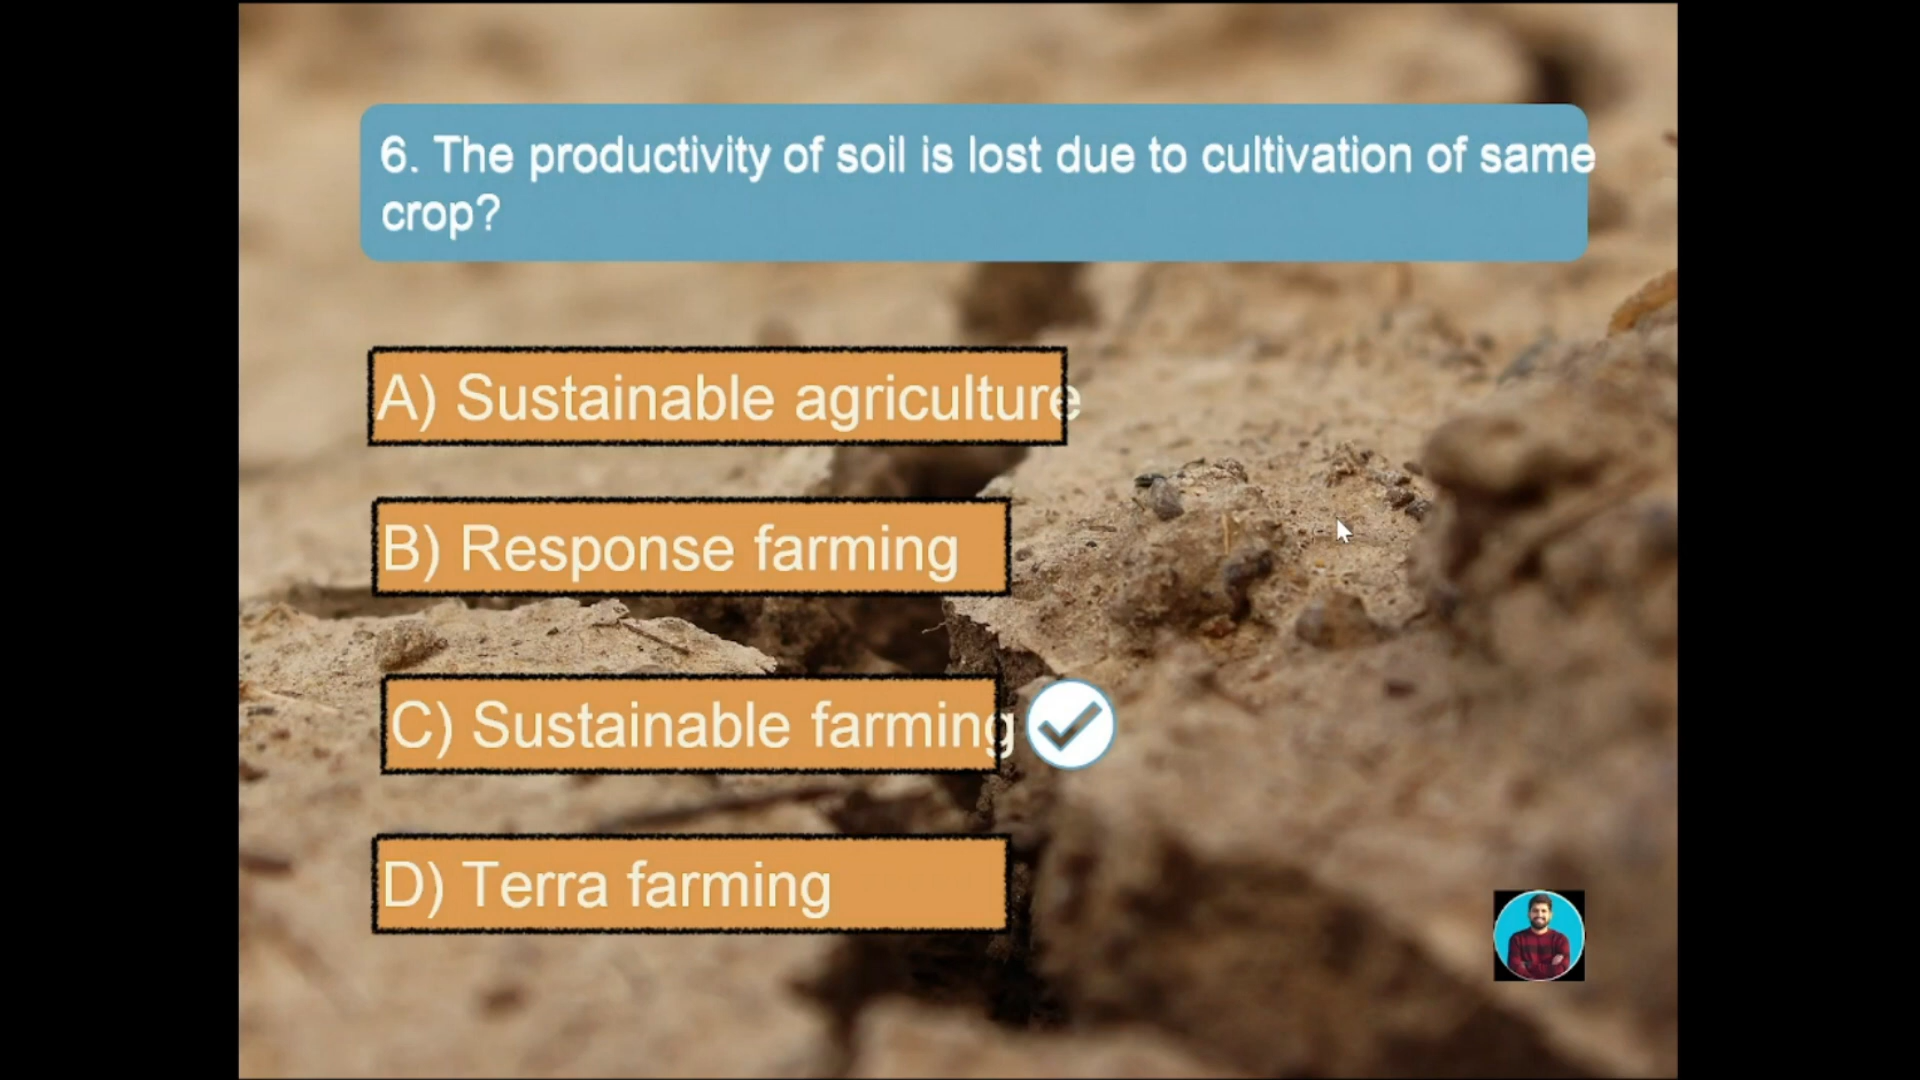 6. The productivity of soil is lost due to cultivation of same
crop?
A) Sustainable agriculture
B) Response farming
C) Sustainable farming
D) Terra farming